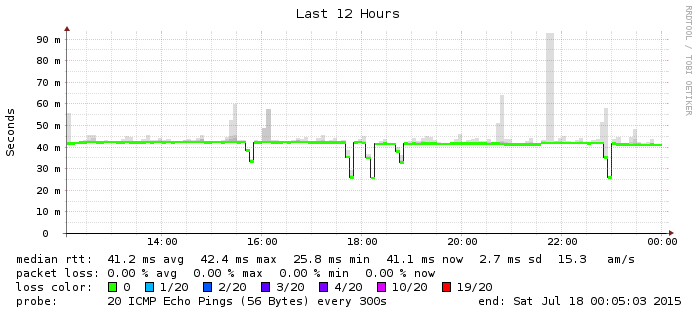 Last 12 Hours
RRDTOOL / TOBI OETIKER
Seconds
90 m
80 m
70 m
60 m
50 m
40 m
30 m
20 m
10 m
0
14:00 16:00 18:00 20:00 22:00 00:00
median rtt: 41.2 ms avg 42.4 ms max 25.8 ms min 41.1 ms now 2.7 ms sd 15.3 am/s
packet loss: 0.00 % avg 0.00 % max 0.00 % min 0.00 % now
loss color: 0 1/20 2/20 3/20 4/20 10/20 19/20
probe: 20 ICMP Echo Pings (56 Bytes) every 300s end: Sat Jul 18 00:05:03 2015